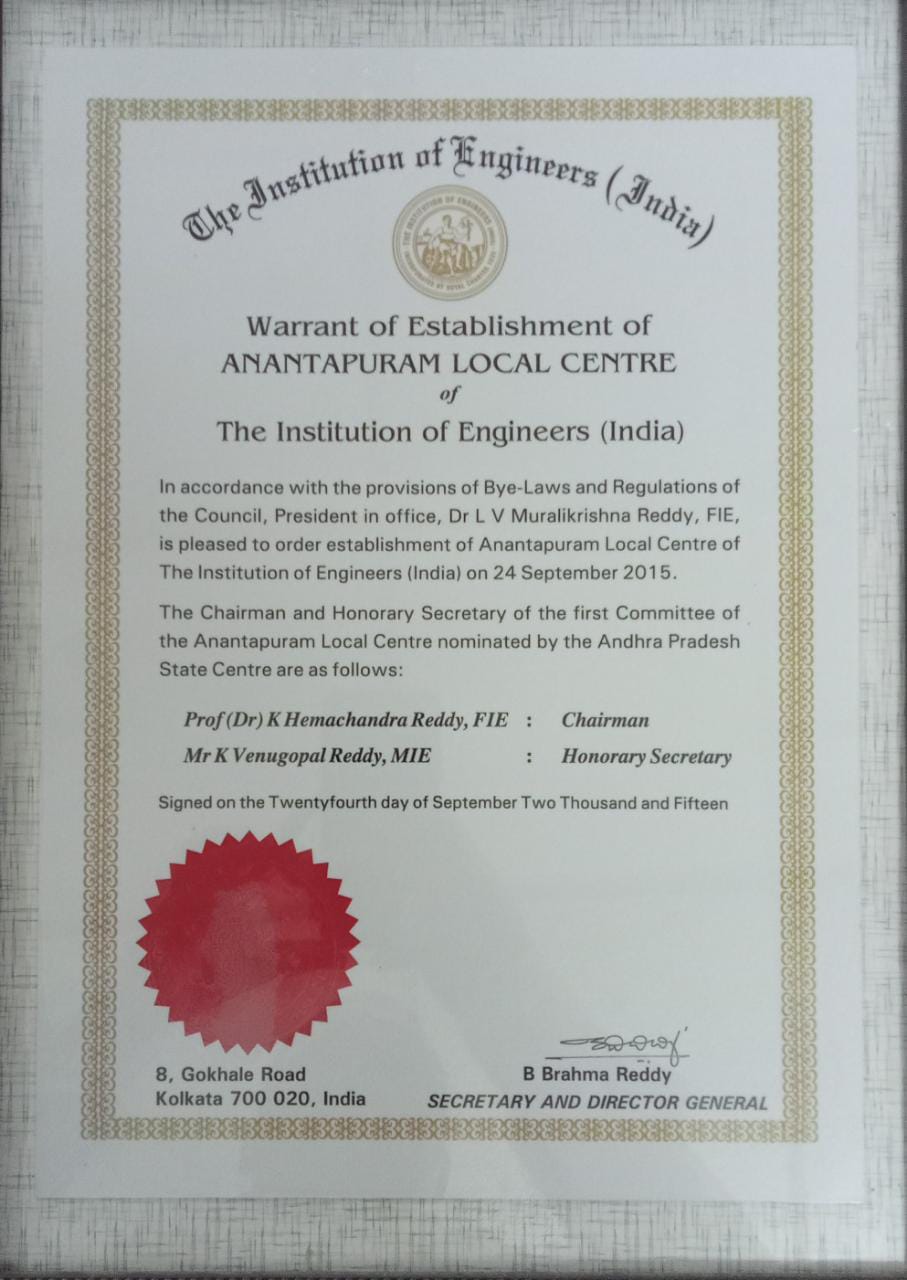 The Institution of Engineers (India)
THE INSTITUTION OF ENGINEERS
Warrant of Establishment of
ANANTAPURAM LOCAL CENTRE
of
The Institution of Engineers (India)
In accordance with the provisions of Bye-Laws and Regulations of
the Council, President in office, Dr L V Muralikrishna Reddy, FIE,
is pleased to order establishment of Anantapuram Local Centre of
The Institution of Engineers (India) on 24 September 2015.
The Chairman and Honorary Secretary of the first Committee of
the Anantapuram Local Centre nominated by the Andhra Pradesh
State Centre are as follows:
Prof (Dr) K Hemachandra Reddy, FIE : Chairman
Mr K Venugopal Reddy, MIE : Honorary Secretary
Signed on the Twentyfourth day of September Two Thousand and Fifteen
8, Gokhale Road
Kolkata 700 020, India
B Brahma Reddy
SECRETARY AND DIRECTOR GENERAL